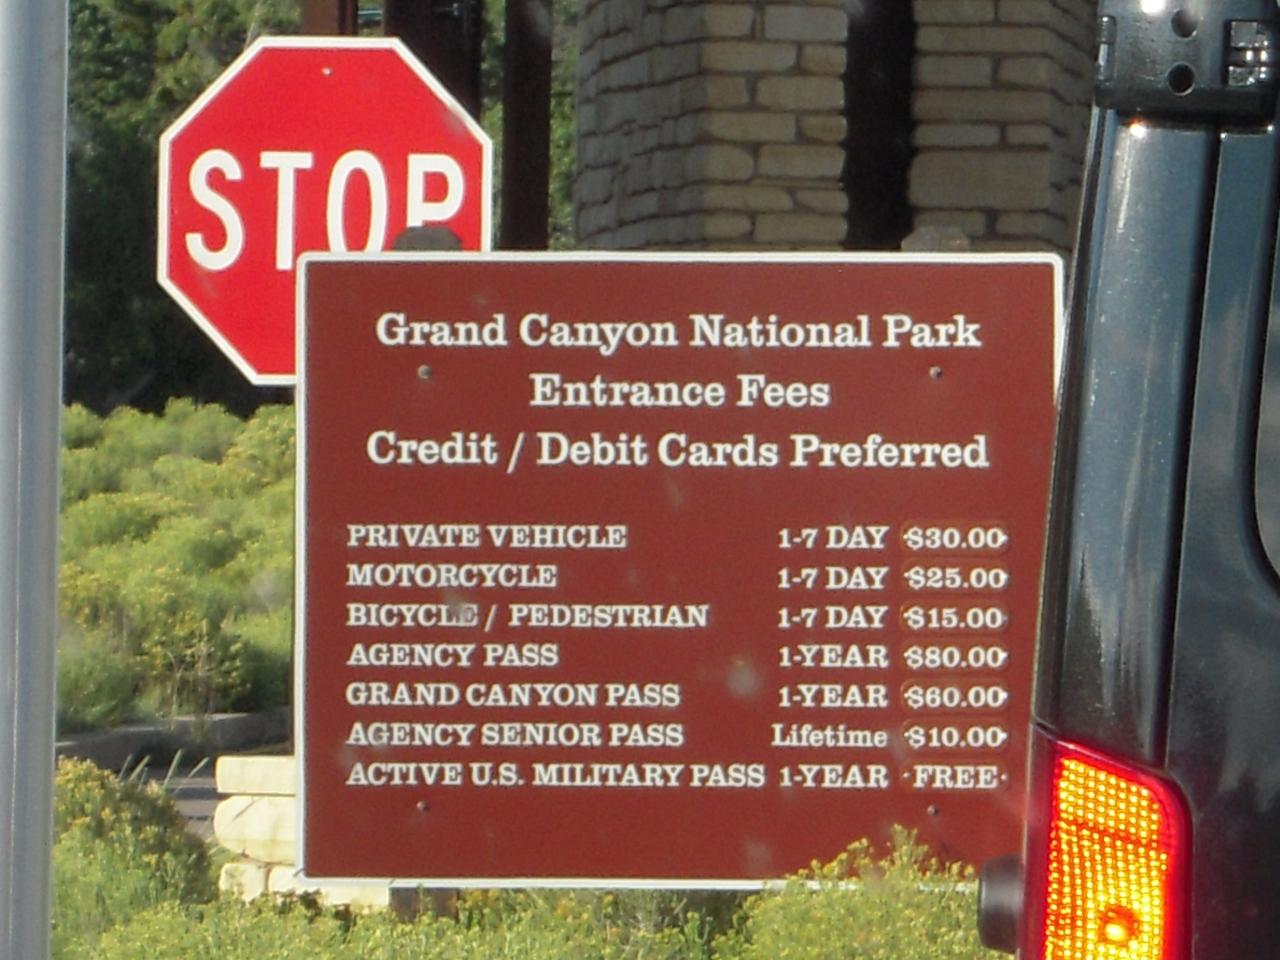 STOP
Grand Canyon National Park
Entrance Fees
Credit / Debit Cards Preferred
PRIVATE VEHICLE 1-7 DAY $30.00
MOTORCYCLE 1-7 DAY $25.00
BICYCLE / PEDESTRIAN 1-7 DAY $15.00
AGENCY PASS 1-YEAR $80.00
GRAND CANYON PASS 1-YEAR $60.00
AGENCY SENIOR PASS Lifetime $10.00
ACTIVE U.S. MILITARY PASS 1-YEAR FREE